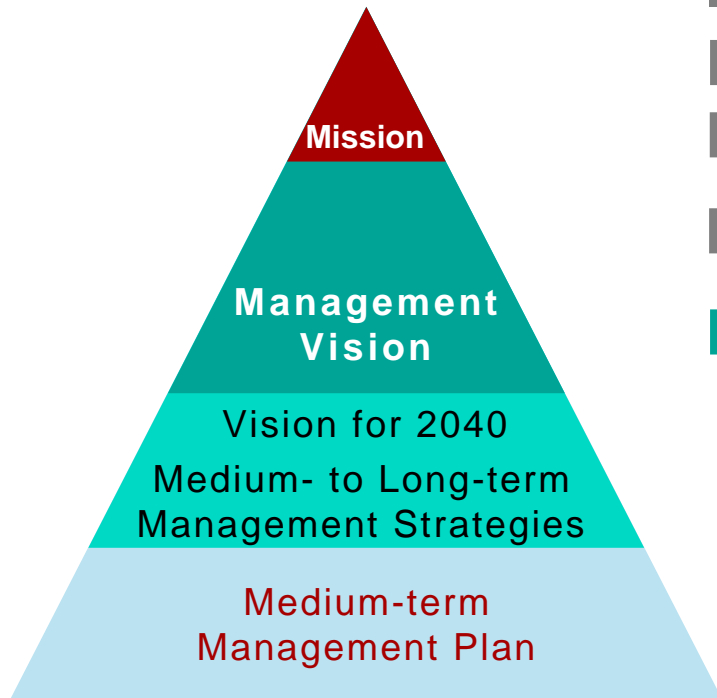 Mission
Management
Vision
Vision for 2040
Medium- to Long-term
Management Strategies
Medium-term
Management Plan